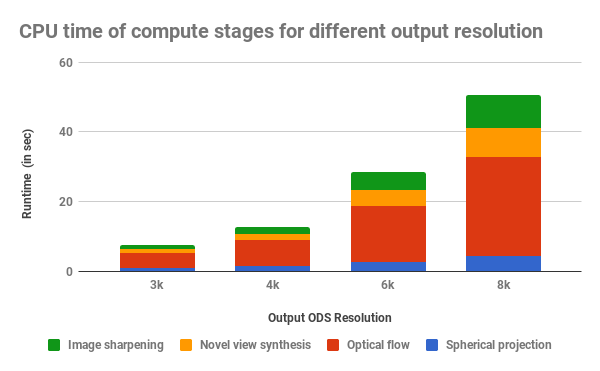 CPU time of compute stages for different output resolution
60
40
20
0
Runtime (in sec)
3k 4k 6k 8k
Output ODS Resolution
Image sharpening Novel view synthesis Optical flow Spherical projection